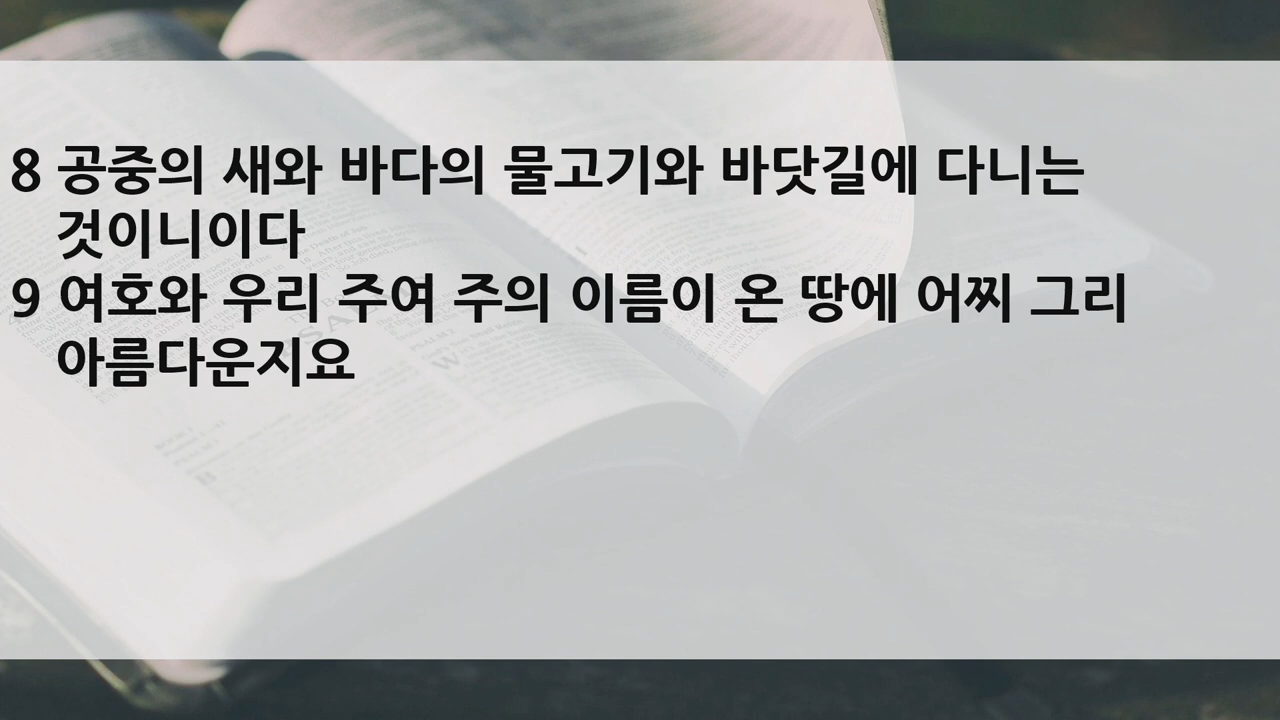 8 공중의 새와 바다의 물고기와 바닷길에 다니는
것이니이다
9 여호와 우리 주여 주의 이름이 온 땅에 어찌 그리
아름다운지요